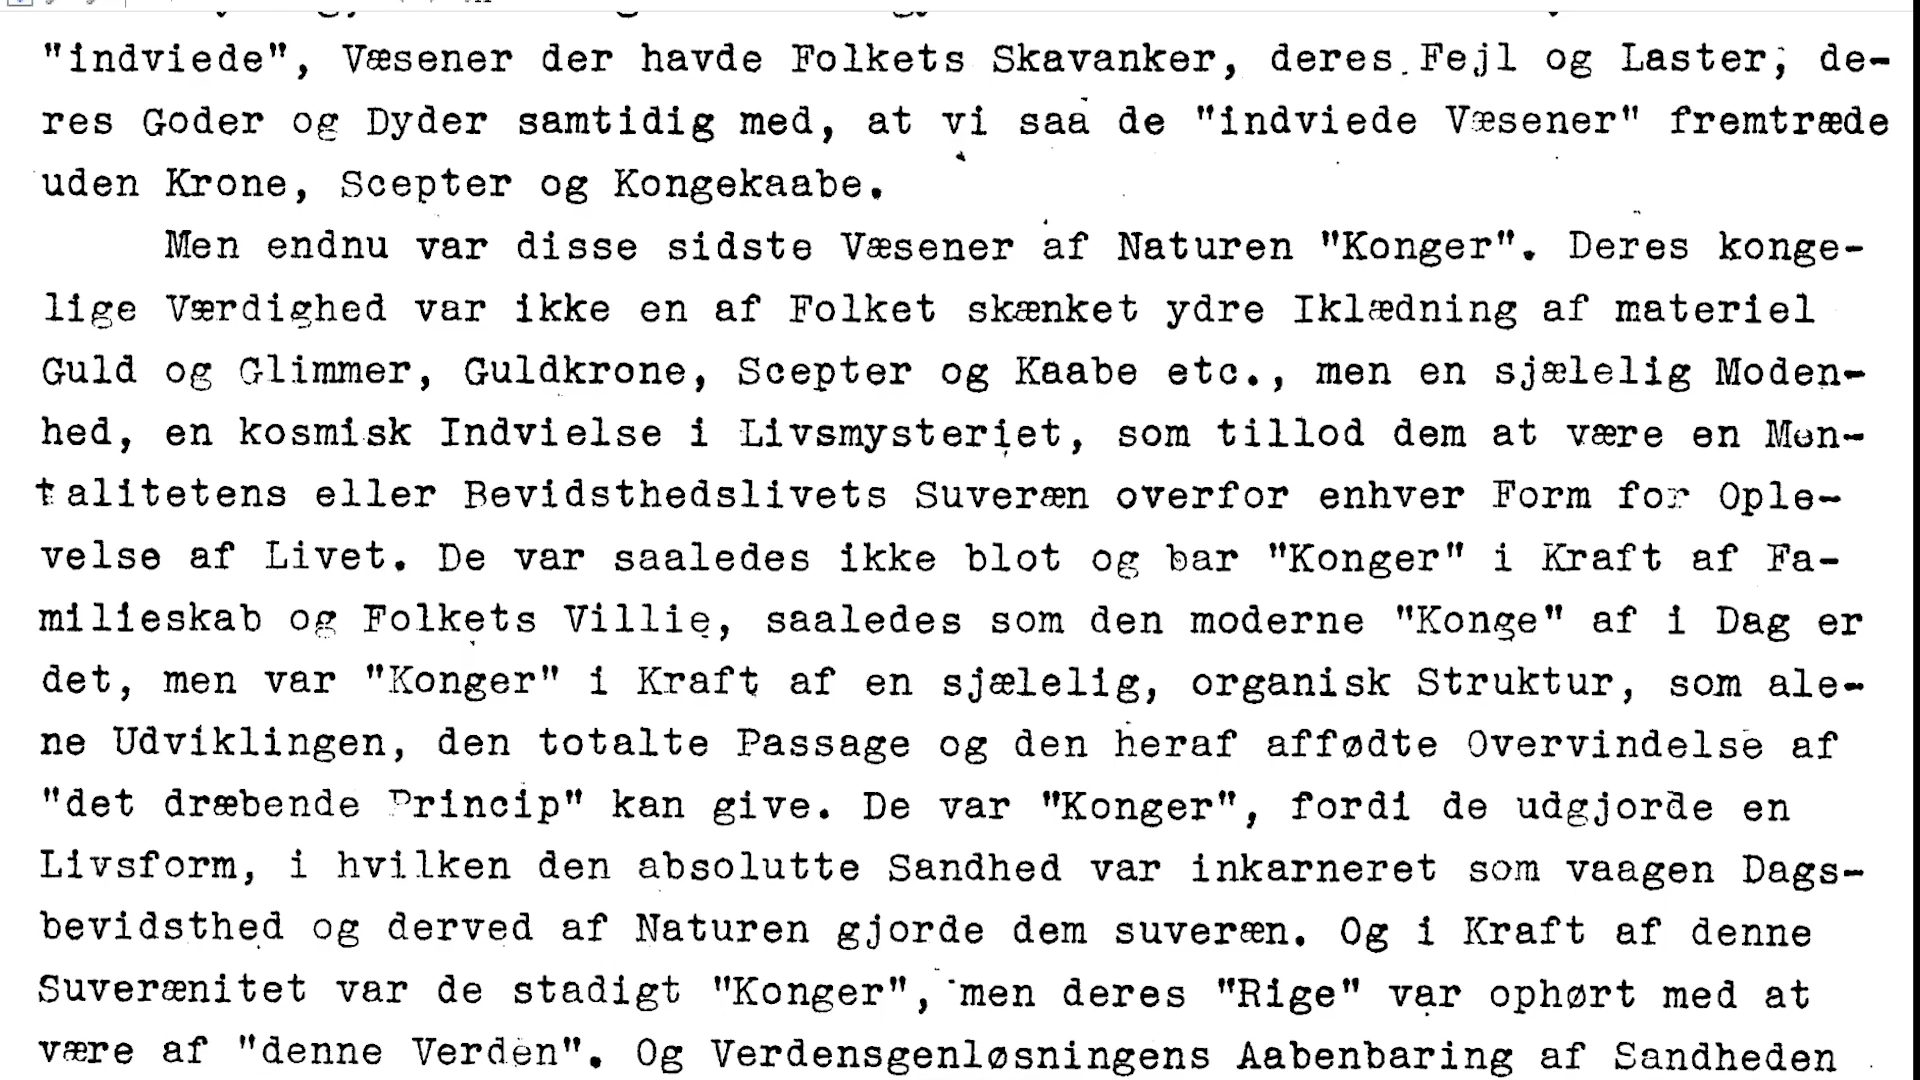 "indviede", Væsener der havde Folkets Skavanker, deres Fejl og Laster, de-
res Goder og Dyder samtidig med, at vi saa de "indviede Væsener" fremtræde
uden Krone, Scepter og Kongekaabe.
Men endnu var disse sidste Væsener af Naturen "Konger". Deres konge-
lige Værdighed var ikke en af Folket skænket ydre Iklædning af materiel
Guld og Glimmer, Guldkrone, Scepter og Kaabe etc., men en sjælelig Moden-
hed, en kosmisk Indvielse i Livsmysteriet, som tillod dem at være en Men-
talitetens eller Bevidsthedslivets Suveræn overfor enhver Form for Ople-
velse af Livet. De var saaledes ikke blot og bar "Konger" i Kraft af Fa-
milieskab og Folkets Villie, saaledes som den moderne "Konge" af i Dag er
det, men var "Konger" i Kraft af en sjælelig, organisk Struktur, som ale-
ne Udviklingen, den totalte Passage og den heraf affødte Overvindelse af
"det dræbende Princip" kan give. De var "Konger", fordi de udgjorde en
Livsform, i hvilken den absolutte Sandhed var inkarneret som vaagen Dags-
bevidsthed og derved af Naturen gjorde dem suveræn. Og i Kraft af denne
Suverænitet var de stadigt "Konger", men deres "Rige" var ophørt med at
være af "denne Verden". Og Verdensgenløsningens Aabenbaring af Sandheden